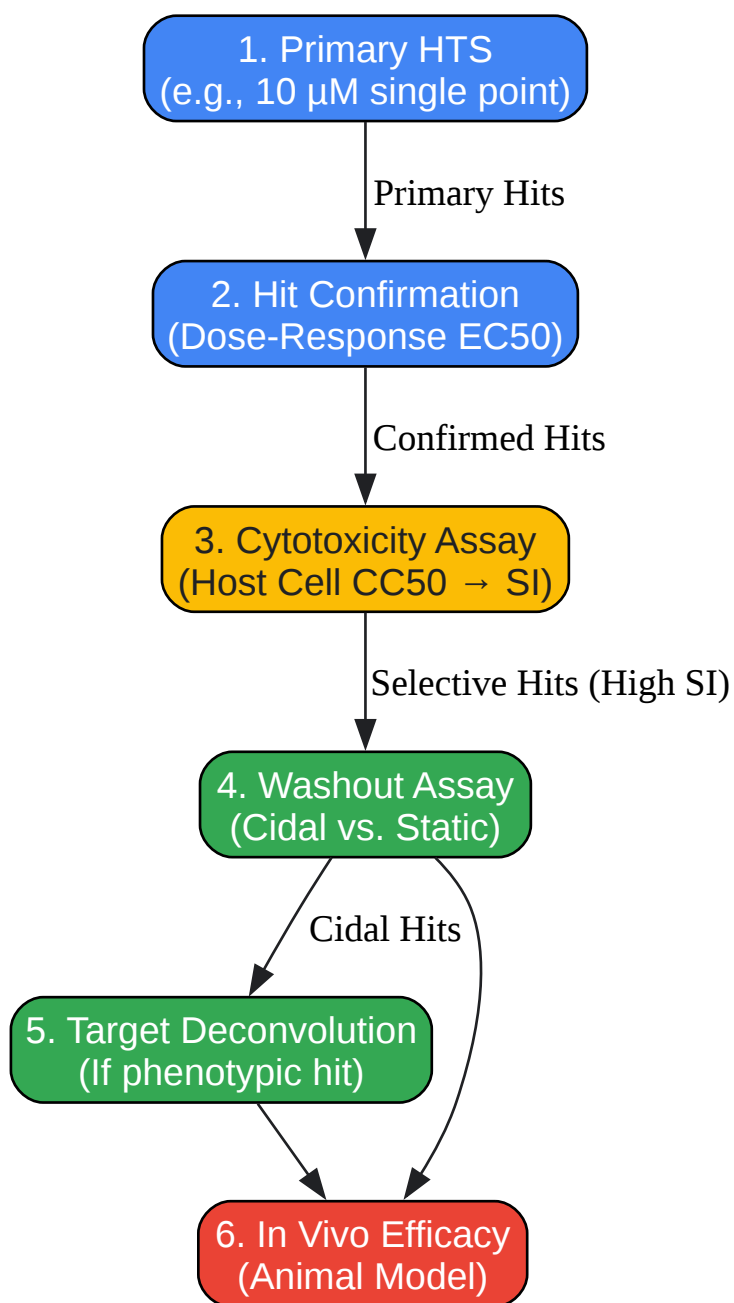 1. Primary HTS
(e.g., 10 µM single point)
Primary Hits
2. Hit Confirmation
(Dose-Response EC50)
Confirmed Hits
3. Cytotoxicity Assay
(Host Cell CC50 → SI)
Selective Hits (High SI)
4. Washout Assay
(Cidal vs. Static)
Cidal Hits
5. Target Deconvolution
(If phenotypic hit)
6. In Vivo Efficacy
(Animal Model)